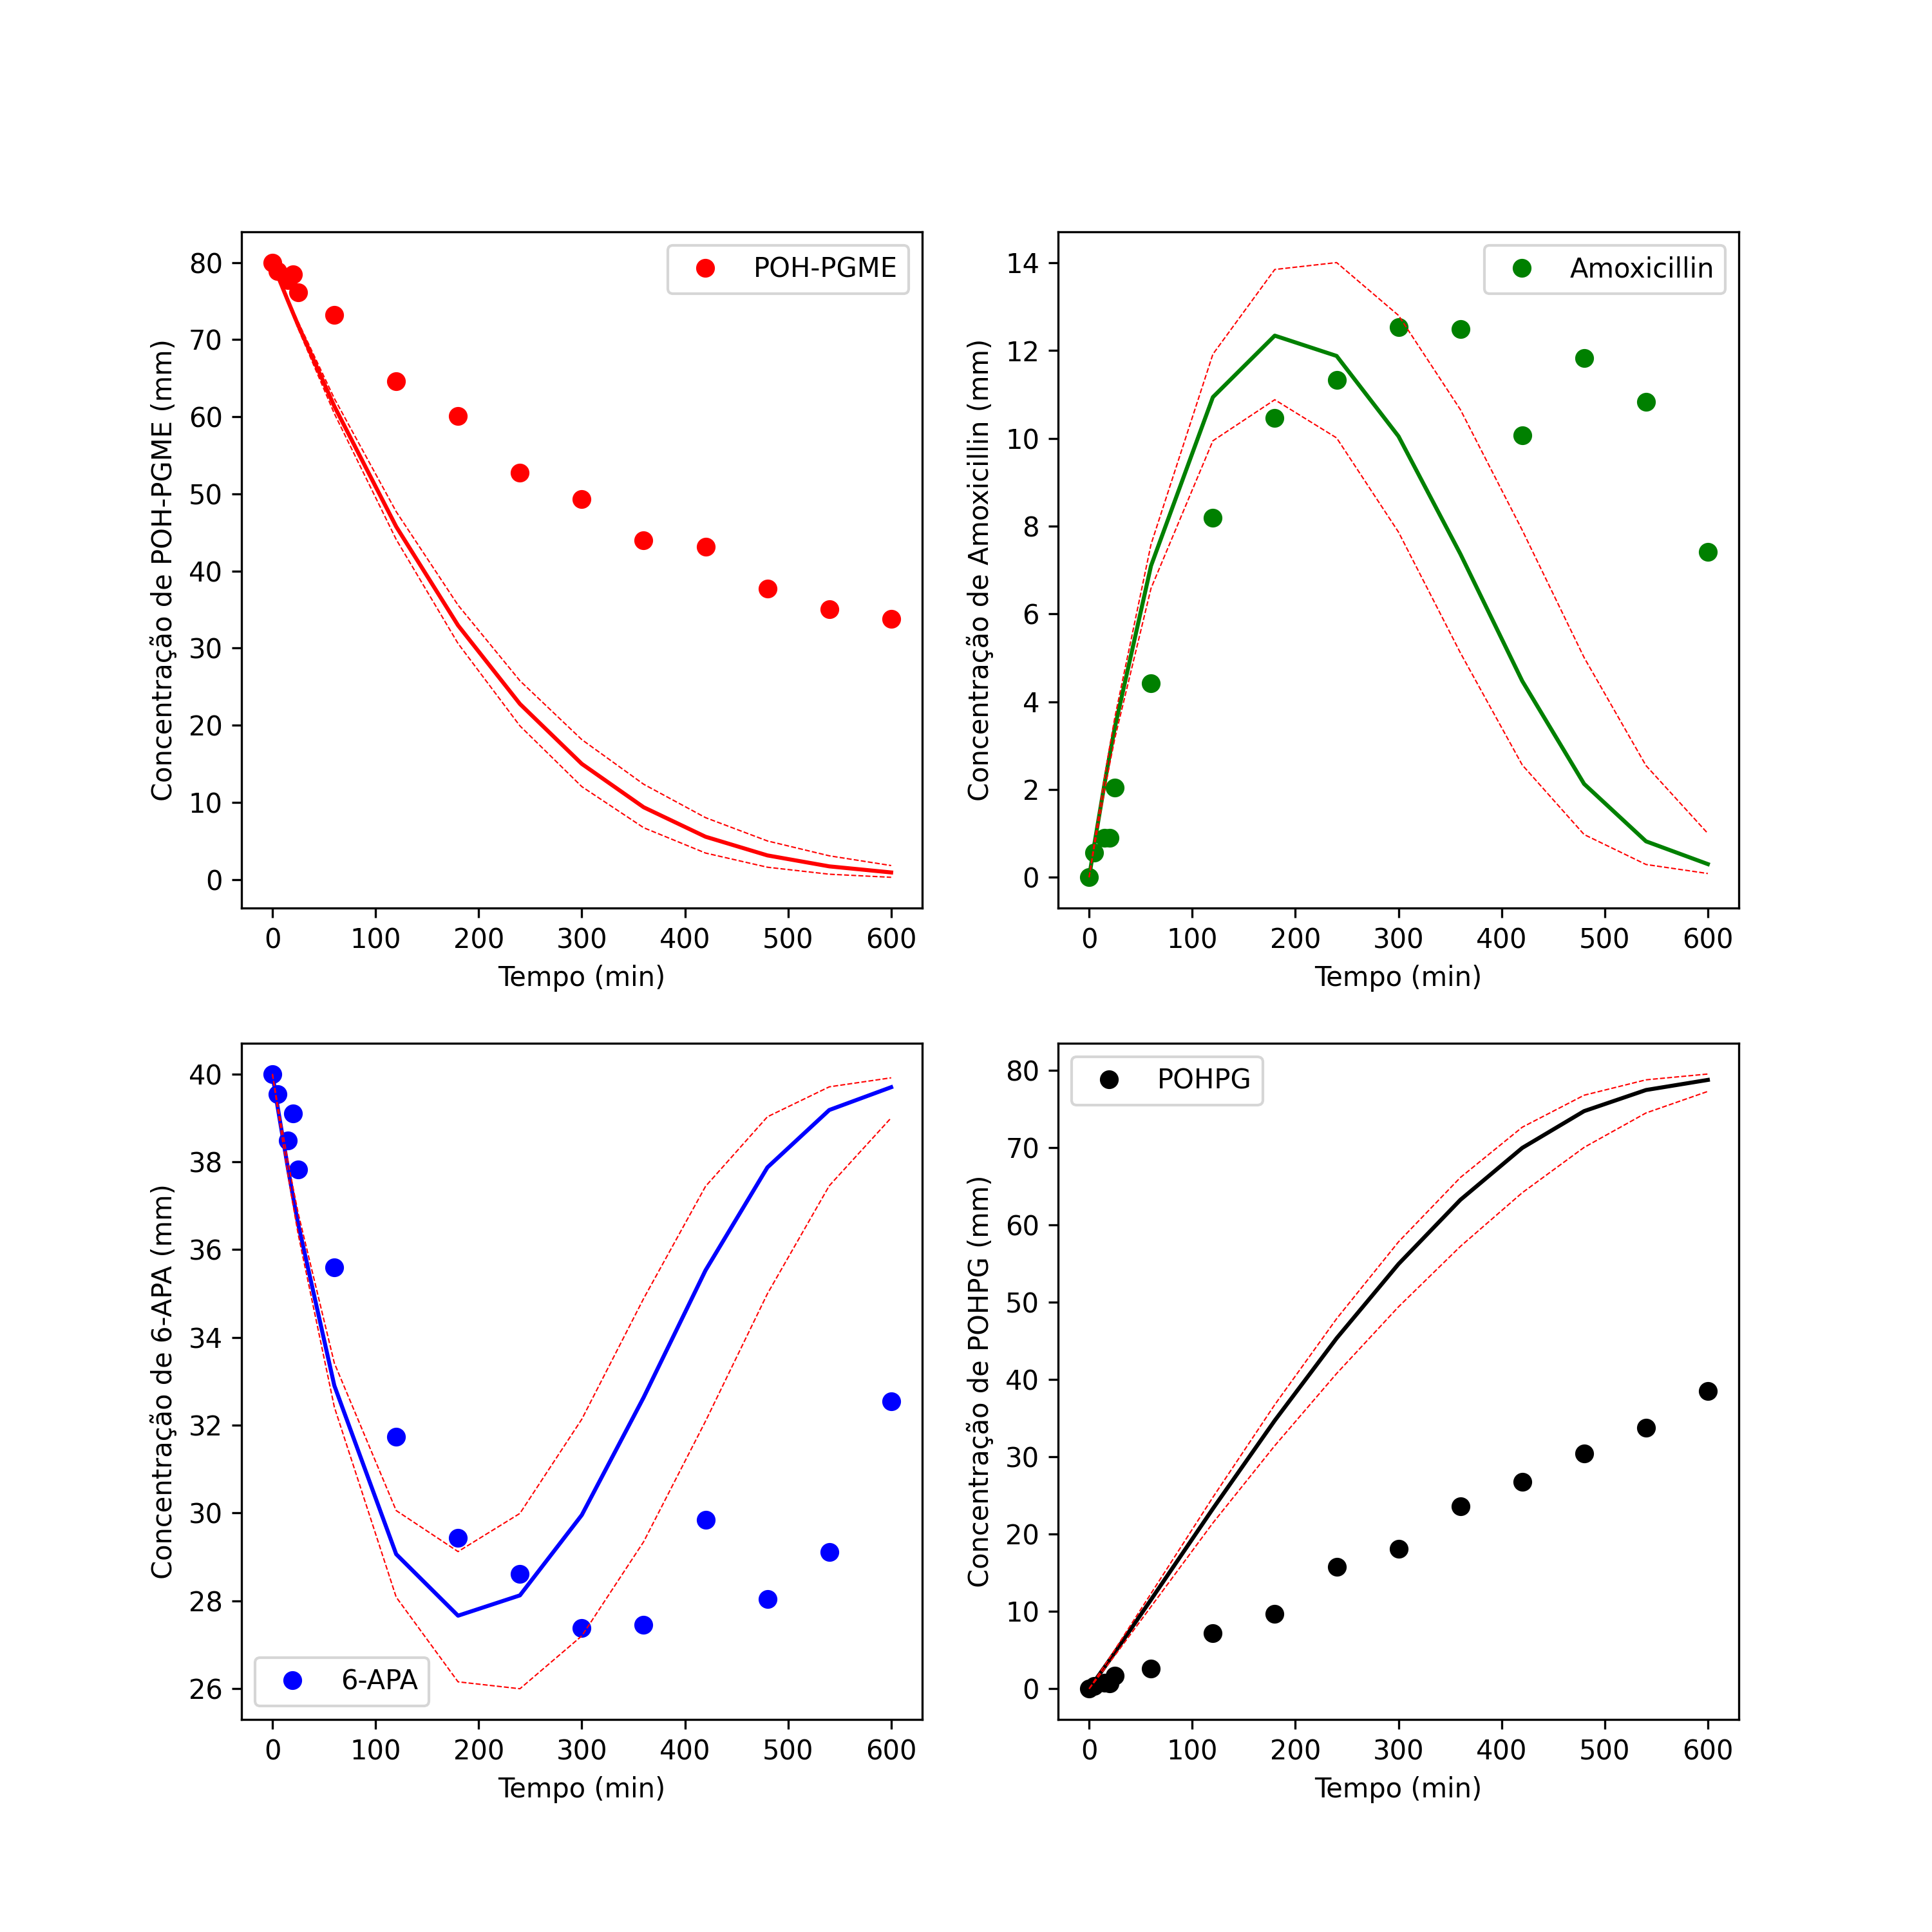 80
70
60
50
40
30
20
10
0
Concentração de POH-PGME (mm)
POH-PGME
0 100 200 300 400 500 600
Tempo (min)
14
12
10
8
6
4
2
0
Concentração de Amoxicillin (mm)
Amoxicillin
0 100 200 300 400 500 600
Tempo (min)
40
38
36
34
32
30
28
26
Concentração de 6-APA (mm)
6-APA
0 100 200 300 400 500 600
Tempo (min)
80
70
60
50
40
30
20
10
0
Concentração de POHPG (mm)
POHPG
0 100 200 300 400 500 600
Tempo (min)